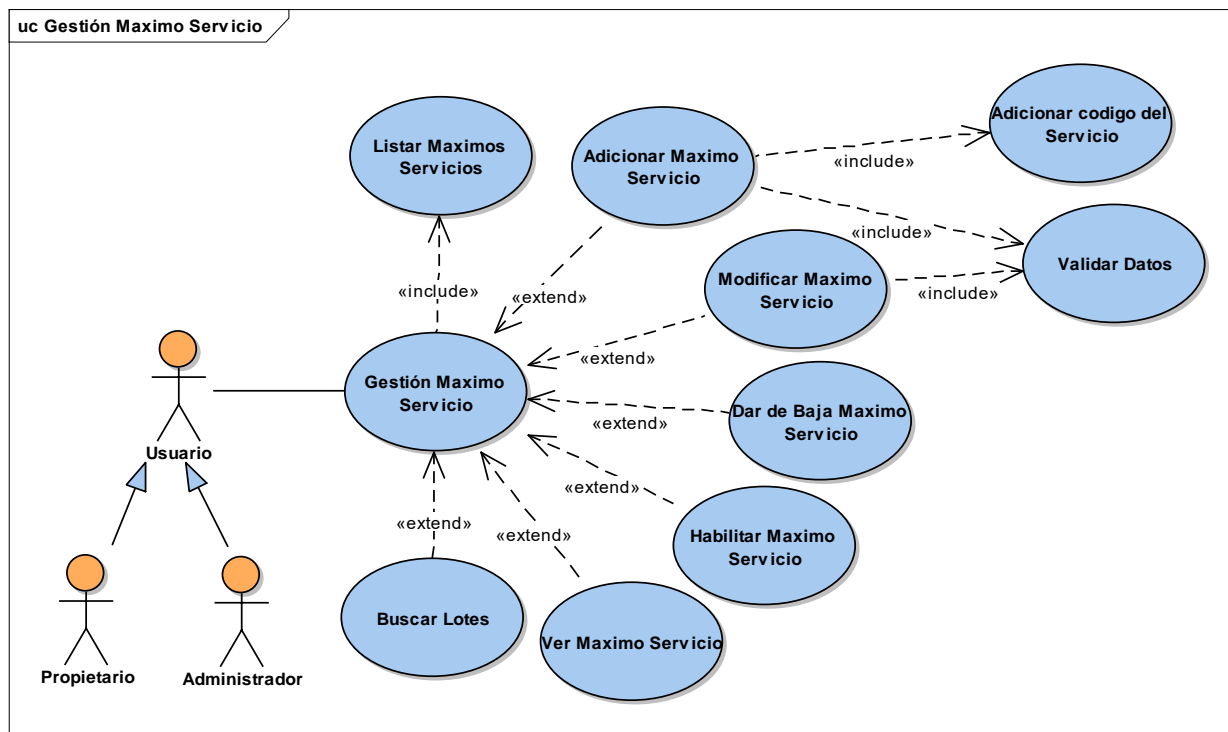 uc Gestión Maximo Servicio
Listar Maximos
Servicios
Adicionar Maximo
Servicio
Adicionar codigo del
Servicio
«include»
«include»
Validar Datos
Modificar Maximo
Servicio
«include»
«include»
«extend»
«extend»
Gestión Maximo
Servicio
Dar de Baja Maximo
Servicio
«extend»
Usuario
«extend»
Habilitar Maximo
Servicio
«extend»
«extend»
Buscar Lotes
Ver Maximo Servicio
Propietario
Administrador